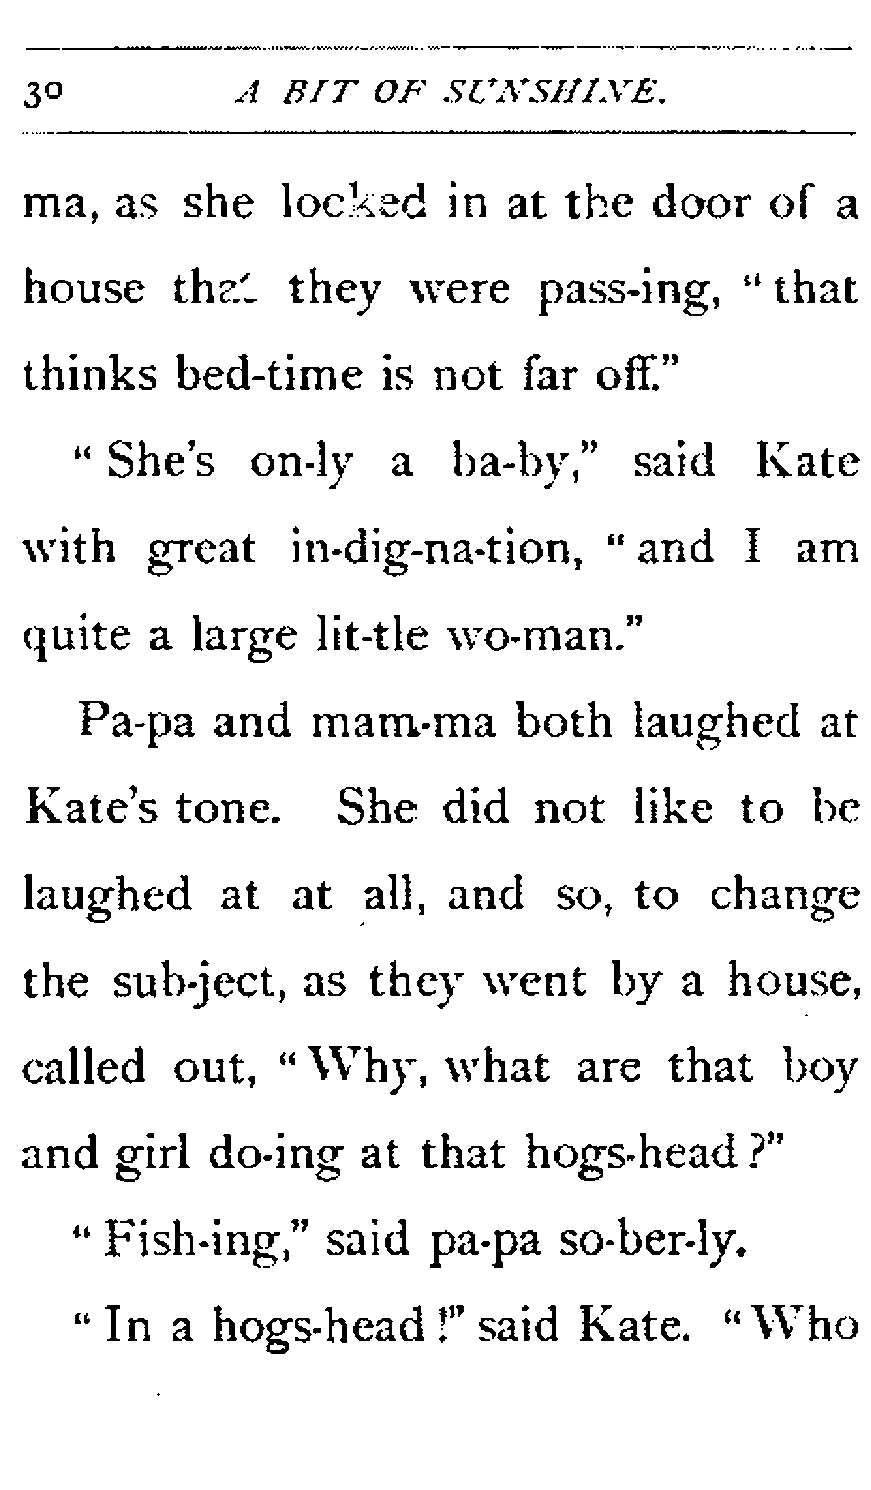 30 A BIT OF SUNSHINE.
ma, as she locked in at the door of a
house that they were pass-ing, "that
thinks bed-time is not far off."
"She's on-ly a ba-by," said Kate
with great in-dig-na-tion, "and I am
quite a large lit-tle wo-man."
Pa-pa and mam-ma both laughed at
Kate's tone. She did not like to be
laughed at at all, and so, to change
the sub-ject, as they went by a house,
called out, "Why, what are that boy
and girl do-ing at that hogs-head?"
"Fish-ing," said pa-pa so-ber-ly.
"In a hogs-head!" said Kate. "Who